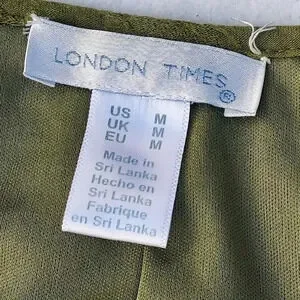 LONDON TIMES®
US M
UK M
EU M
Made in
Sri Lanka
Hecho en
Sri Lanka
Fabrique
en Sri Lanka